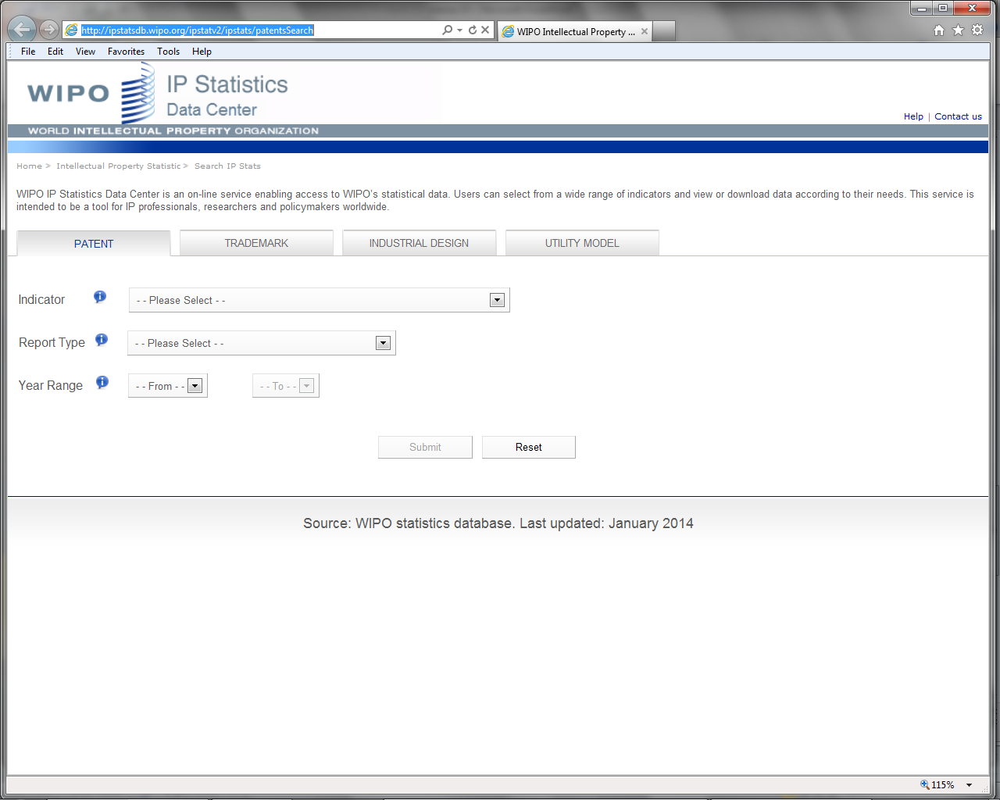 http://ipstatsdb.wipo.org/ipstatv2/ipstats/patentsSearch
WIPO Intellectual Property ...
File Edit View Favorites Tools Help
WIPO
IP Statistics
Data Center
Help | Contact us
WORLD INTELLECTUAL PROPERTY ORGANIZATION
Home > Intellectual Property Statistic > Search IP Stats
WIPO IP Statistics Data Center is an on-line service enabling access to WIPO's statistical data. Users can select from a wide range of indicators and view or download data according to their needs. This service is
intended to be a tool for IP professionals, researchers and policymakers worldwide.
PATENT TRADEMARK INDUSTRIAL DESIGN UTILITY MODEL
Indicator - - Please Select - -
Report Type - - Please Select - -
Year Range - - From - - - - To - -
Submit Reset
Source: WIPO statistics database. Last updated: January 2014
115%